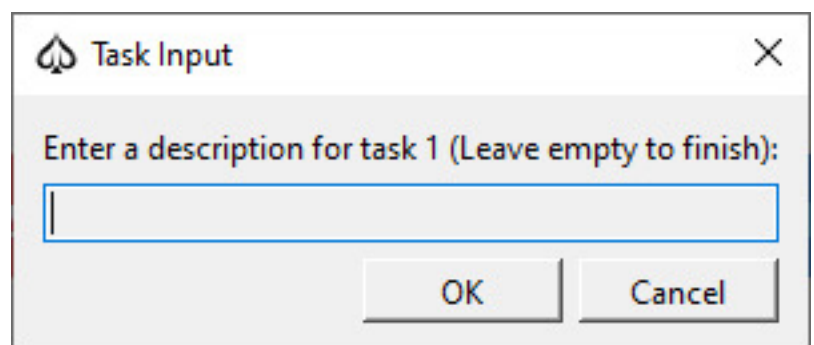 Task Input
Enter a description for task 1 (Leave empty to finish):
OK Cancel